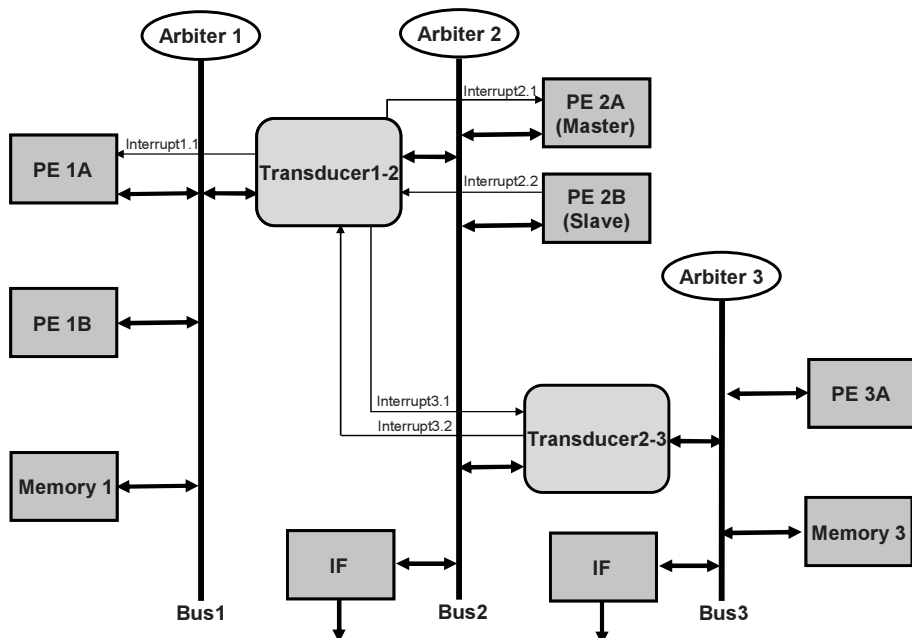 Arbiter 1
Arbiter 2
Interrupt2.1
PE 2A
(Master)
Interrupt1.1
PE 1A
Transducer1-2
Interrupt2.2
PE 2B
(Slave)
Arbiter 3
PE 1B
PE 3A
Interrupt3.1
Interrupt3.2
Transducer2-3
Memory 1
Memory 3
IF
IF
Bus1
Bus2
Bus3